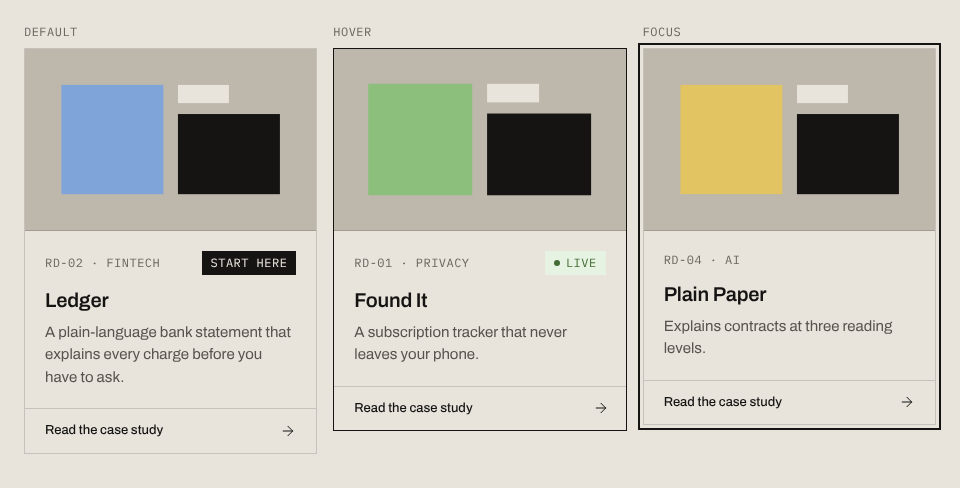 DEFAULT
RD-02 · FINTECH
START HERE
Ledger
A plain-language bank statement that
explains every charge before you
have to ask.
Read the case study →
HOVER
RD-01 · PRIVACY
LIVE
Found It
A subscription tracker that never
leaves your phone.
Read the case study →
FOCUS
RD-04 · AI
Plain Paper
Explains contracts at three reading
levels.
Read the case study →